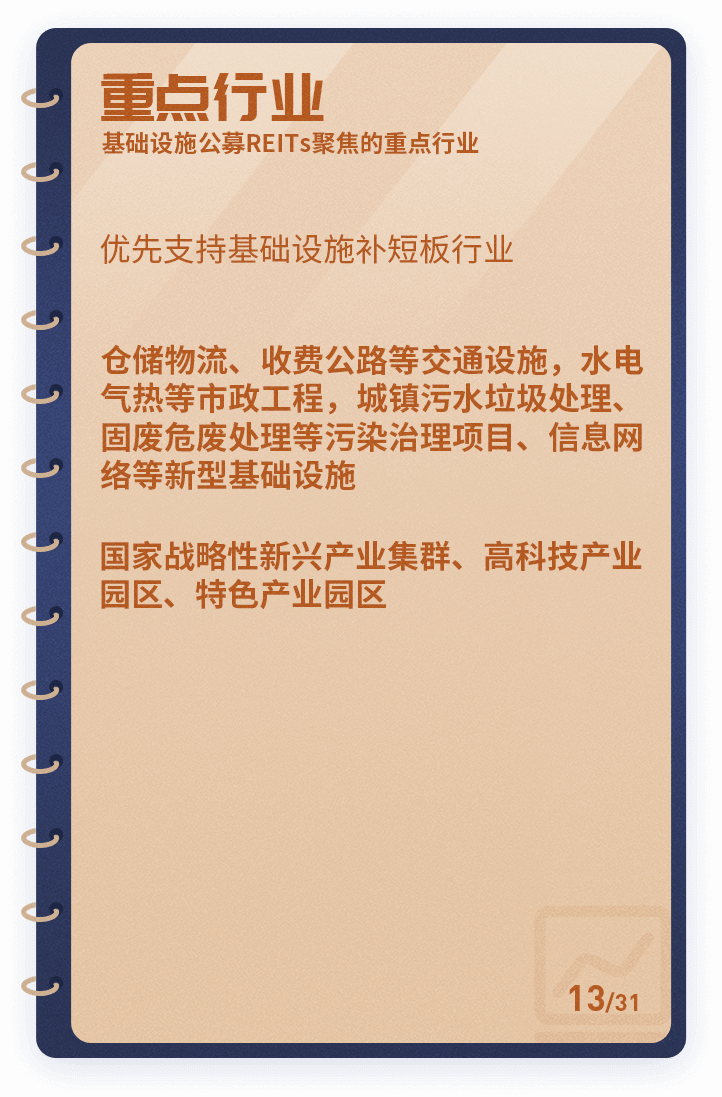 重点行业
基础设施公募REITs聚焦的重点行业
优先支持基础设施补短板行业
仓储物流、收费公路等交通设施，水电
气热等市政工程，城镇污水垃圾处理、
固废危废处理等污染治理项目、信息网
络等新型基础设施
国家战略性新兴产业集群、高科技产业
园区、特色产业园区
13/31